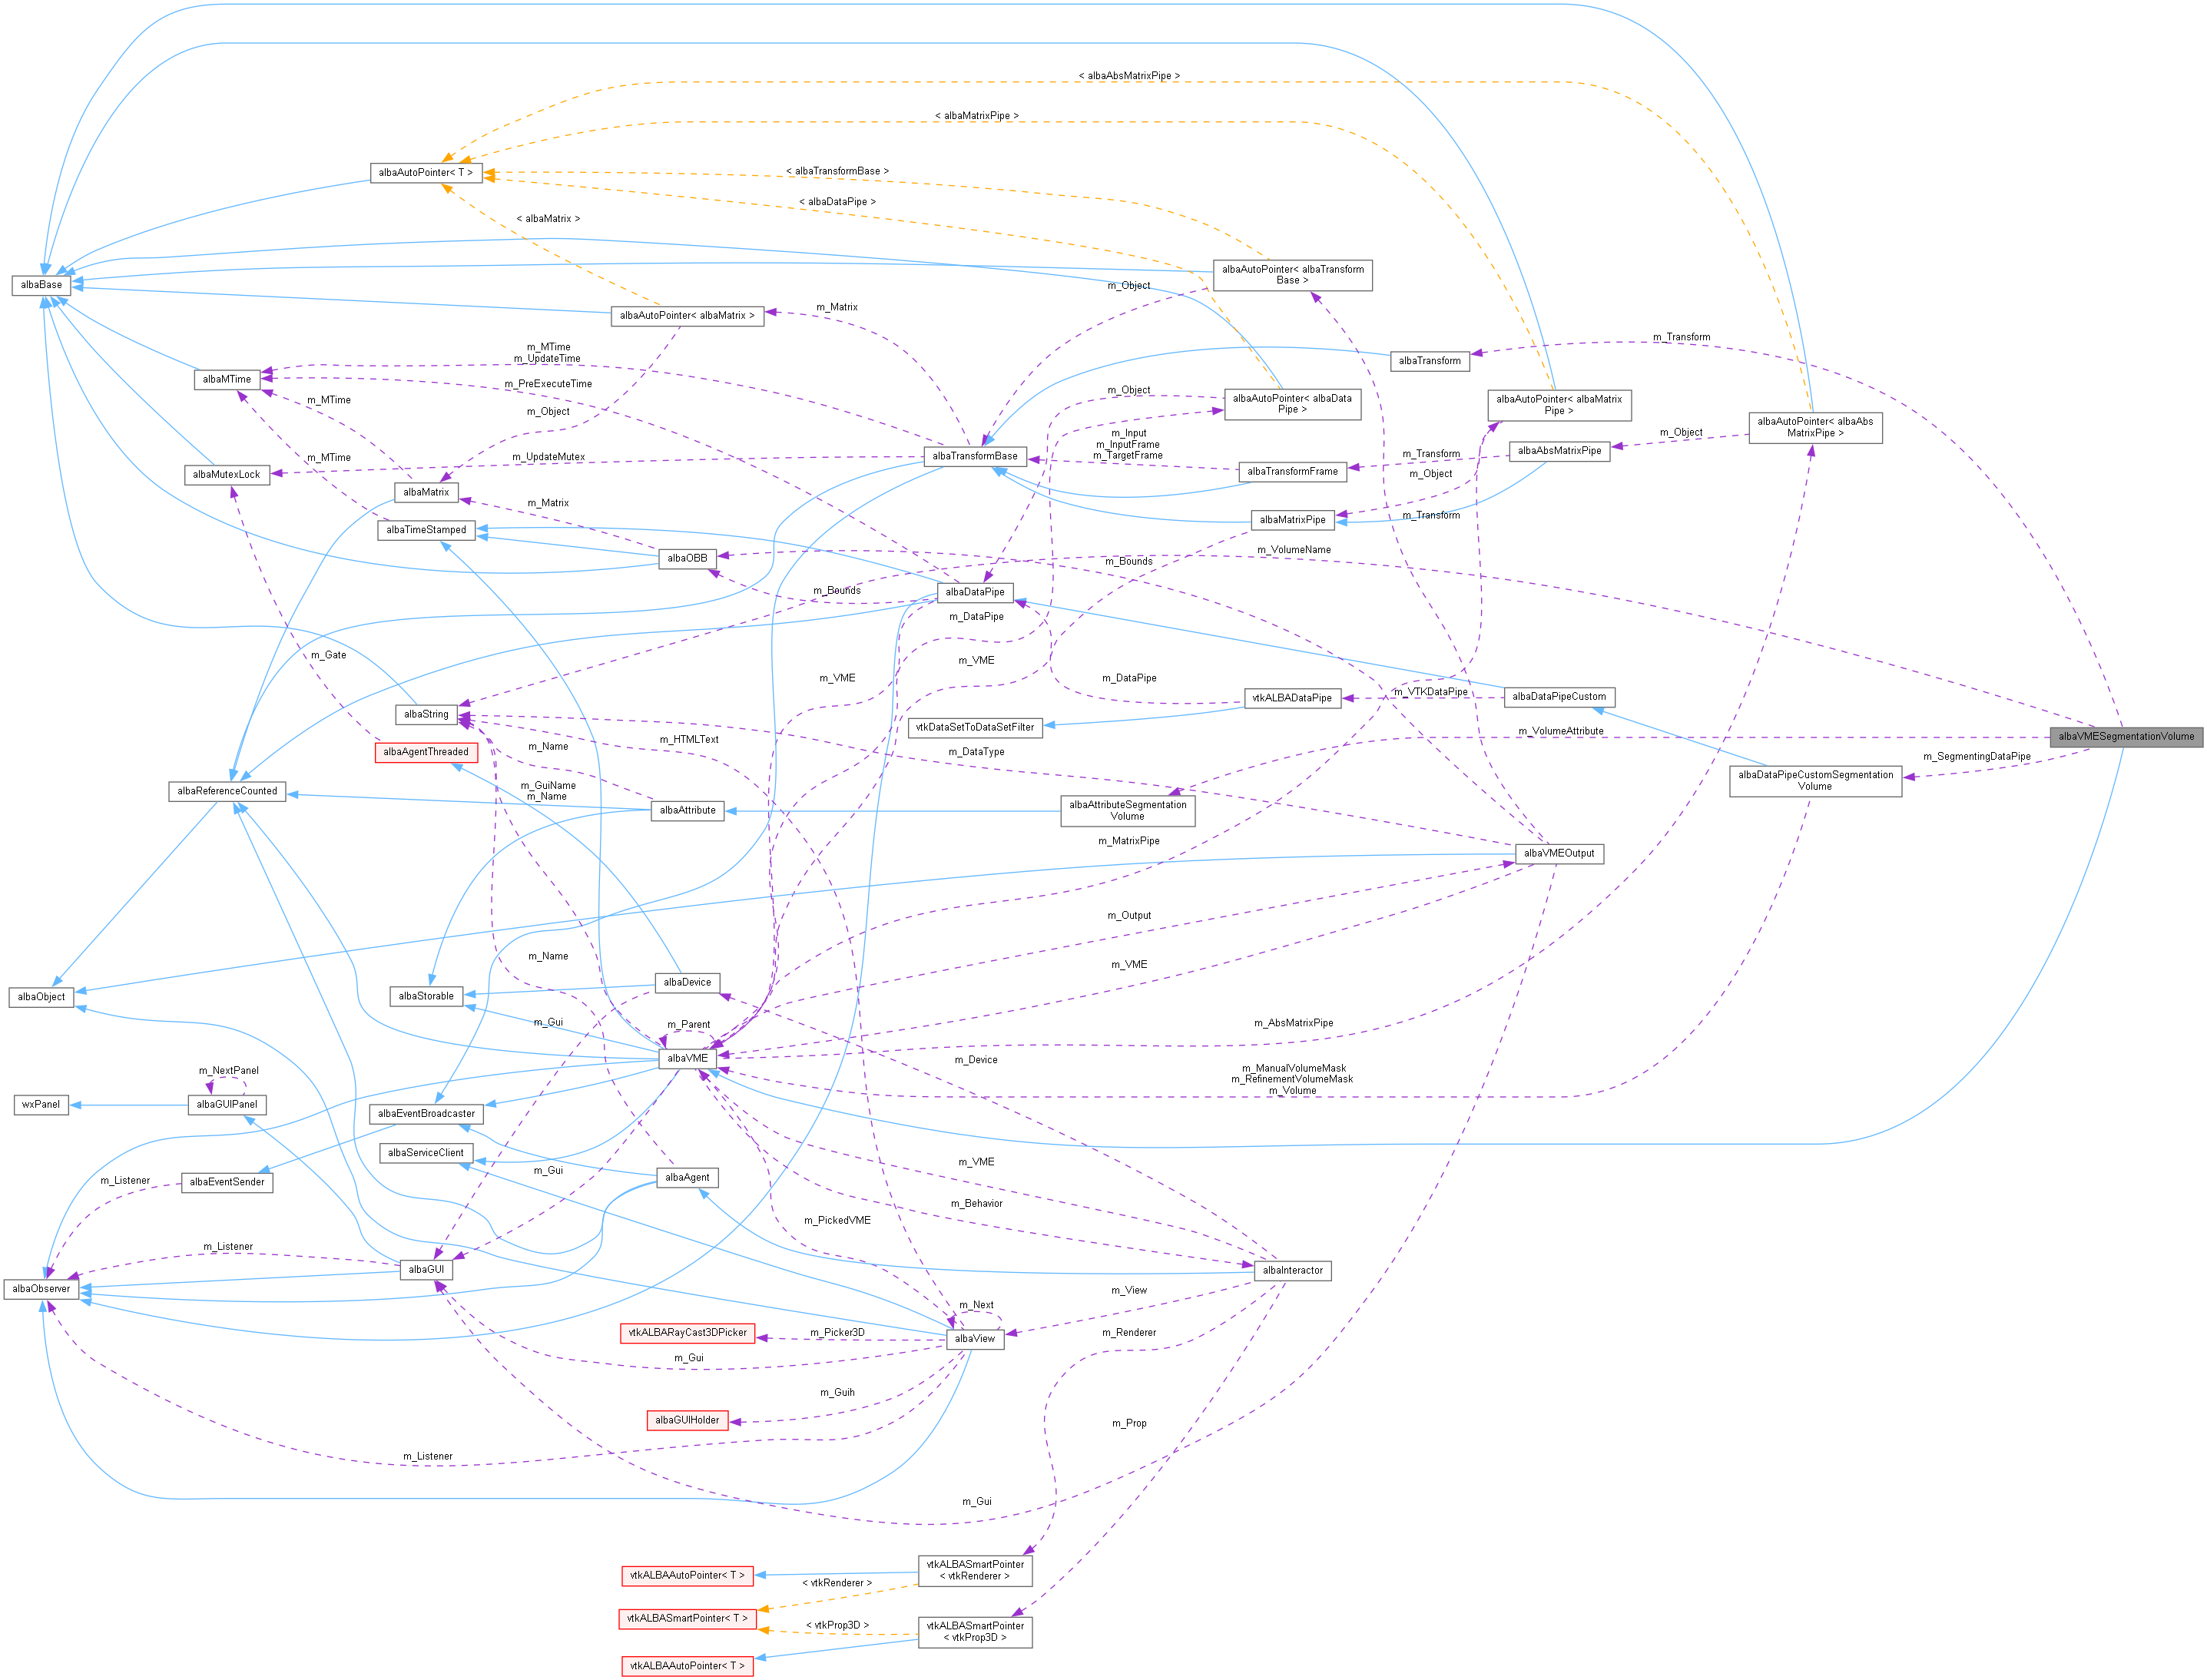 < albaAbsMatrixPipe >
< albaMatrixPipe >
albaAutoPointer< T >
< albaTransformBase >
< albaDataPipe >
< albaMatrix >
albaBase
albaAutoPointer< albaTransform
Base >
m_Object
albaAutoPointer< albaMatrix >
m_Matrix
m_Transform
m_MTime
m_UpdateTime
albaTransform
albaMTime
m_PreExecuteTime
m_Object
albaAutoPointer< albaData
Pipe >
albaAutoPointer< albaMatrix
Pipe >
m_MTime
m_Object
albaAutoPointer< albaAbs
MatrixPipe >
m_Object
m_Input
m_InputFrame
m_TargetFrame
m_MTime
m_UpdateMutex
albaTransformBase
albaAbsMatrixPipe
m_Transform
albaMutexLock
albaTransformFrame
m_Object
albaMatrix
m_Matrix
albaMatrixPipe
m_Transform
albaTimeStamped
albaOBB
m_VolumeName
m_Bounds
m_Bounds
albaDataPipe
m_DataPipe
m_Gate
m_VME
m_VME
m_DataPipe
vtkALBADataPipe
m_VTKDataPipe
albaDataPipeCustom
albaString
vtkDataSetToDataSetFilter
m_VolumeAttribute
albaVMESegmentationVolume
albaAgentThreaded
m_Name
m_HTMLText
m_DataType
m_SegmentingDataPipe
albaDataPipeCustomSegmentation
Volume
albaReferenceCounted
m_GuiName
m_Name
albaAttribute
albaAttributeSegmentation
Volume
m_MatrixPipe
albaVMEOutput
m_Output
m_Name
m_VME
albaDevice
albaObject
albaStorable
m_Gui
m_Parent
m_AbsMatrixPipe
albaVME
m_Device
m_NextPanel
m_ManualVolumeMask
m_RefinementVolumeMask
m_Volume
wxPanel
albaGUIPanel
albaEventBroadcaster
albaServiceClient
m_VME
m_Listener
albaEventSender
m_Gui
albaAgent
m_Behavior
m_PickedVME
m_Listener
albaGUI
albaInteractor
albaObserver
m_View
m_Next
vtkALBARayCast3DPicker
m_Picker3D
albaView
m_Renderer
m_Gui
m_Guih
albaGUIHolder
m_Prop
m_Listener
m_Gui
vtkALBASmartPointer
< vtkRenderer >
vtkALBAAutoPointer< T >
< vtkRenderer >
vtkALBASmartPointer< T >
< vtkProp3D >
vtkALBASmartPointer
< vtkProp3D >
vtkALBAAutoPointer< T >